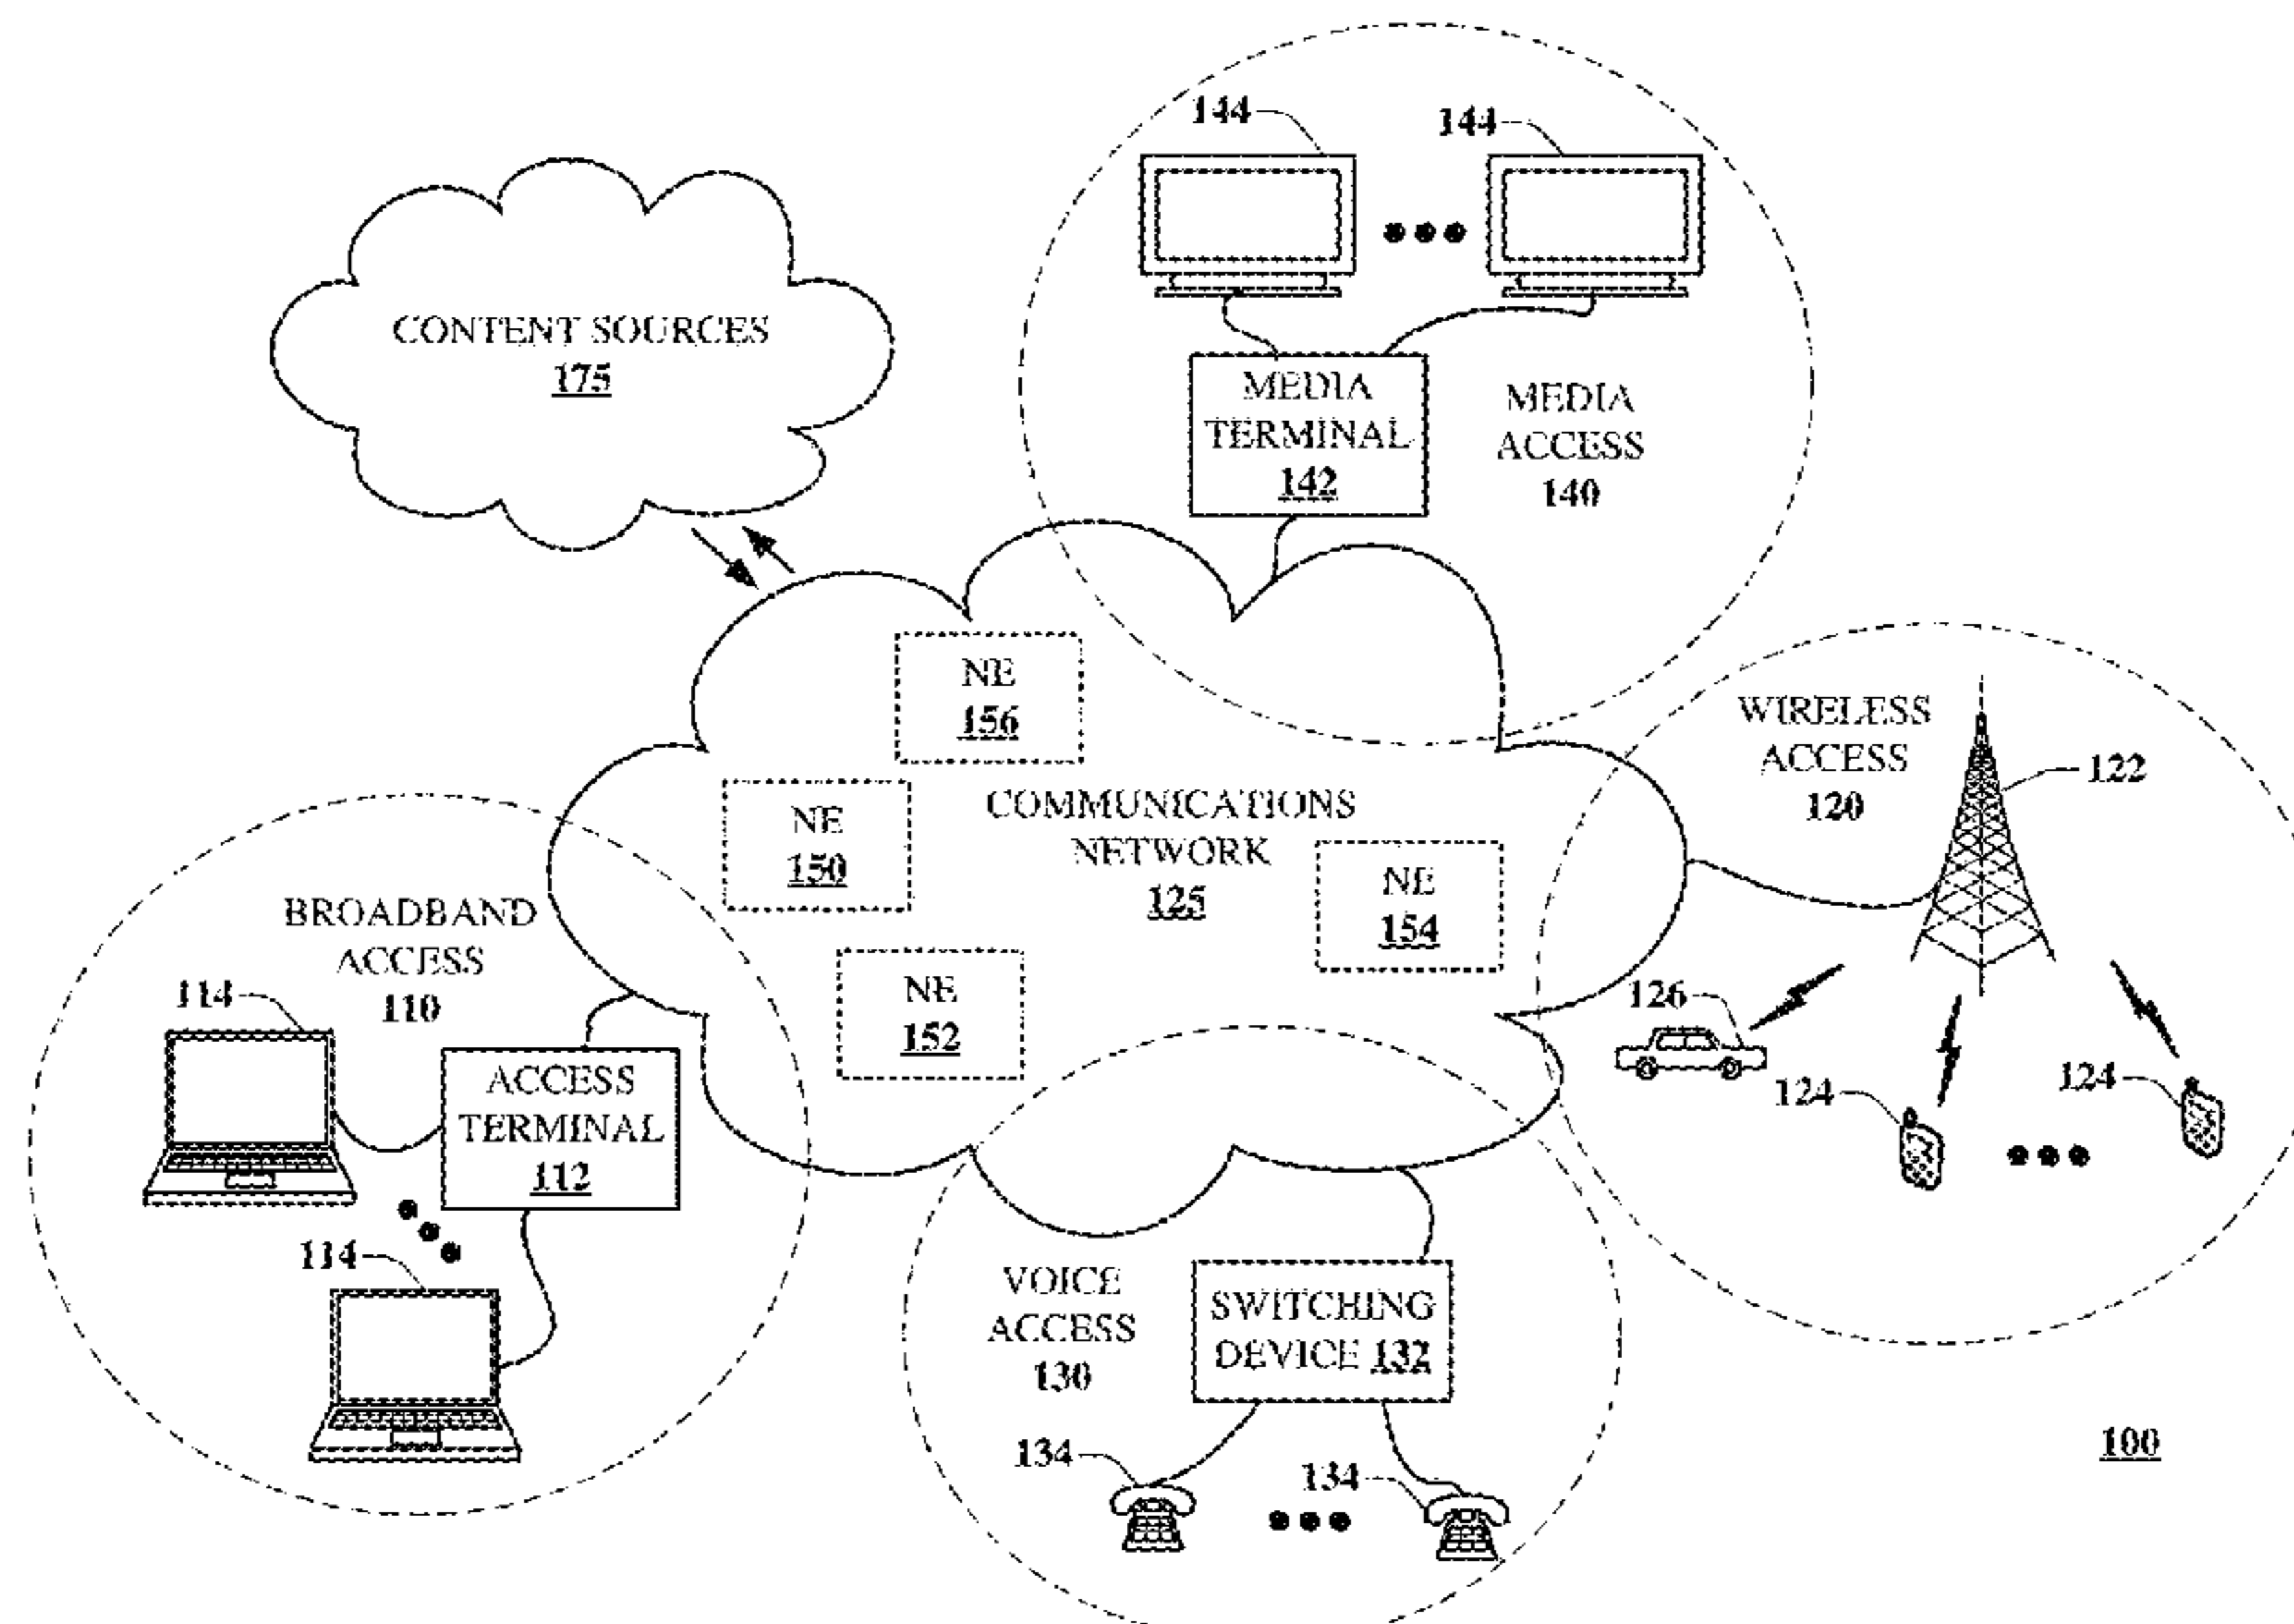 144
144
CONTENT SOURCES
175
MEDIA
TERMINAL
142
MEDIA
ACCESS
140
NE
156
WIRELESS
ACCESS
120
122
NE
150
COMMUNICATIONS
NETWORK
125
NE
154
BROADBAND
ACCESS
110
114
NE
152
126
124
124
ACCESS
TERMINAL
112
114
VOICE
ACCESS
130
SWITCHING
DEVICE 132
134
134
100